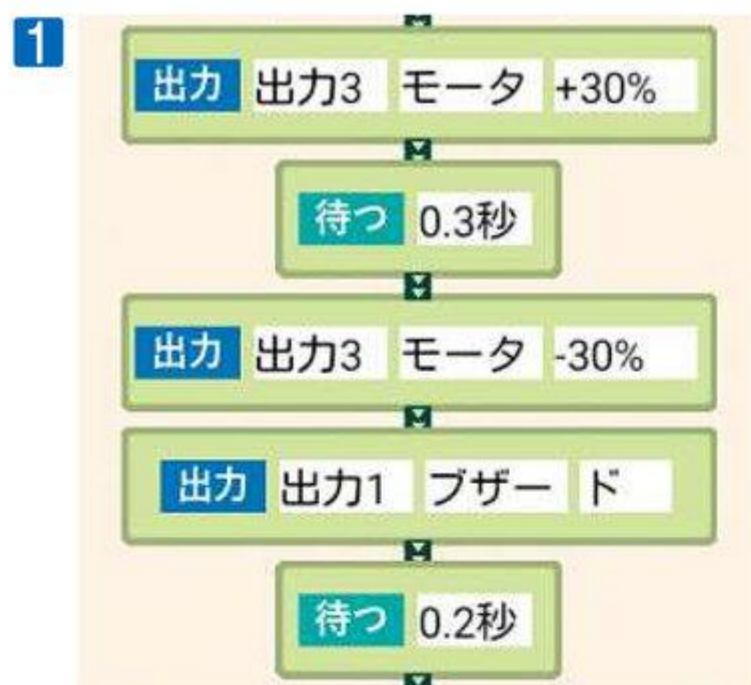 1
出力 出力3 モータ +30%
待つ 0.3秒
出力 出力3 モータ -30%
出力 出力1 ブザー ド
待つ 0.2秒